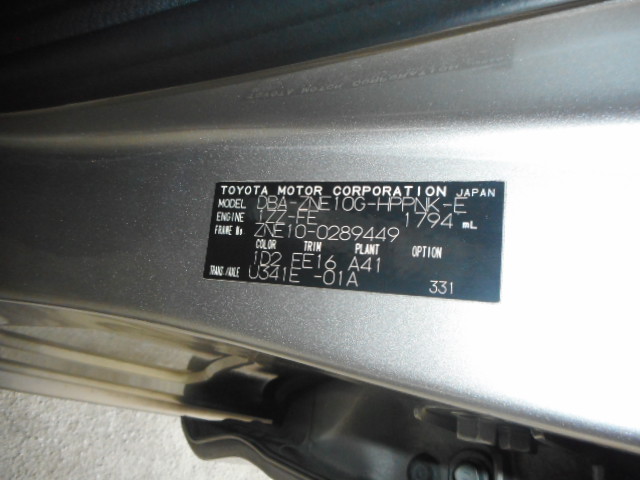 TOYOTA MOTOR CORPORATION JAPAN
MODEL DBA-ZNE10G-HPPNK-E
ENGINE 1ZZ-FE 1794 mL
FRAME No. ZNE10-0289449
COLOR TRIM PLANT OPTION
1D2 EE16 A41
TRANS/AXLE U341E -01A
331